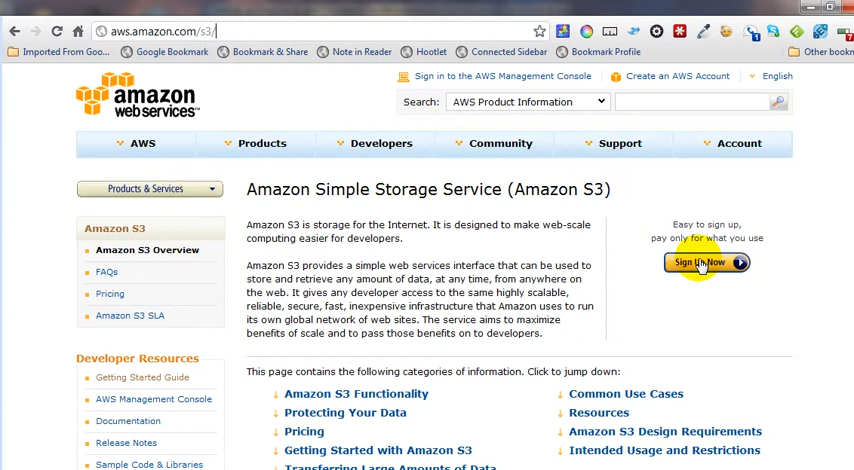 aws.amazon.com/s3/
Imported From Goo...
Google Bookmark
Bookmark & Share
Note in Reader
Hootlet
Connected Sidebar
Bookmark Profile
Other bookm
amazon
web services™
Sign in to the AWS Management Console
Create an AWS Account
English
Search:
AWS Product Information
AWS
Products
Developers
Community
Support
Account
Products & Services
Amazon Simple Storage Service (Amazon S3)
Amazon S3
Amazon S3 Overview
FAQs
Pricing
Amazon S3 SLA
Developer Resources
Getting Started Guide
AWS Management Console
Documentation
Release Notes
Sample Code & Libraries
Amazon S3 is storage for the Internet. It is designed to make web-scale
computing easier for developers.
Amazon S3 provides a simple web services interface that can be used to
store and retrieve any amount of data, at any time, from anywhere on
the web. It gives any developer access to the same highly scalable,
reliable, secure, fast, inexpensive infrastructure that Amazon uses to run
its own global network of web sites. The service aims to maximize
benefits of scale and to pass those benefits on to developers.
Easy to sign up,
pay only for what you use
Sign Up Now
This page contains the following categories of information. Click to jump down:
Amazon S3 Functionality
Protecting Your Data
Pricing
Getting Started with Amazon S3
Transferring Large Amounts of Data
Common Use Cases
Resources
Amazon S3 Design Requirements
Intended Usage and Restrictions